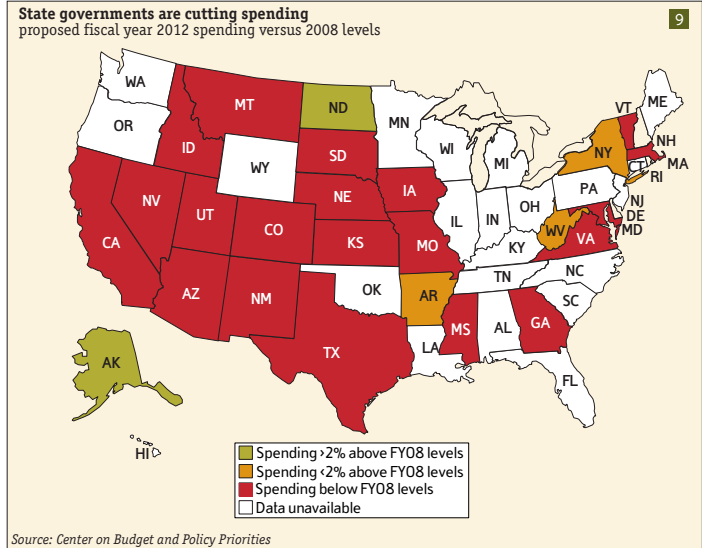 State governments are cutting spending
proposed fiscal year 2012 spending versus 2008 levels
9
WA
OR
CA
NV
ID
MT
WY
UT
AZ
CO
NM
ND
SD
NE
KS
OK
TX
MN
IA
MO
AR
LA
WI
IL
MI
IN
OH
KY
TN
MS
AL
GA
FL
SC
NC
VA
WV
PA
NY
VT
ME
NH
MA
CT
RI
NJ
DE
MD
AK
HI
Spending >2% above FY08 levels
Spending <2% above FY08 levels
Spending below FY08 levels
Data unavailable
Source: Center on Budget and Policy Priorities